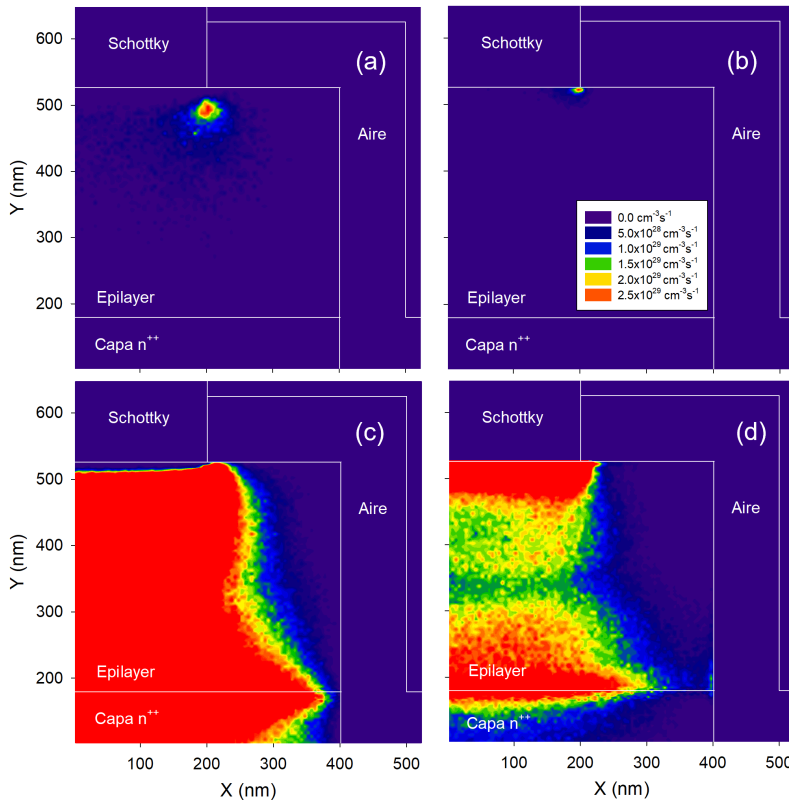 600
Schottky
(a)
500
Aire
400
Y (nm)
300
Epilayer
200
Capa n⁺⁺
Schottky
(b)
Aire
0.0 cm⁻³s⁻¹
5.0x10²⁸ cm⁻³s⁻¹
1.0x10²⁹ cm⁻³s⁻¹
1.5x10²⁹ cm⁻³s⁻¹
2.0x10²⁹ cm⁻³s⁻¹
2.5x10²⁹ cm⁻³s⁻¹
Epilayer
Capa n⁺⁺
600
Schottky
(c)
500
Aire
400
Y (nm)
300
Epilayer
200
Capa n⁺⁺
100 200 300 400 500
X (nm)
Schottky
(d)
Aire
Epilayer
Capa n⁺⁺
100 200 300 400 500
X (nm)